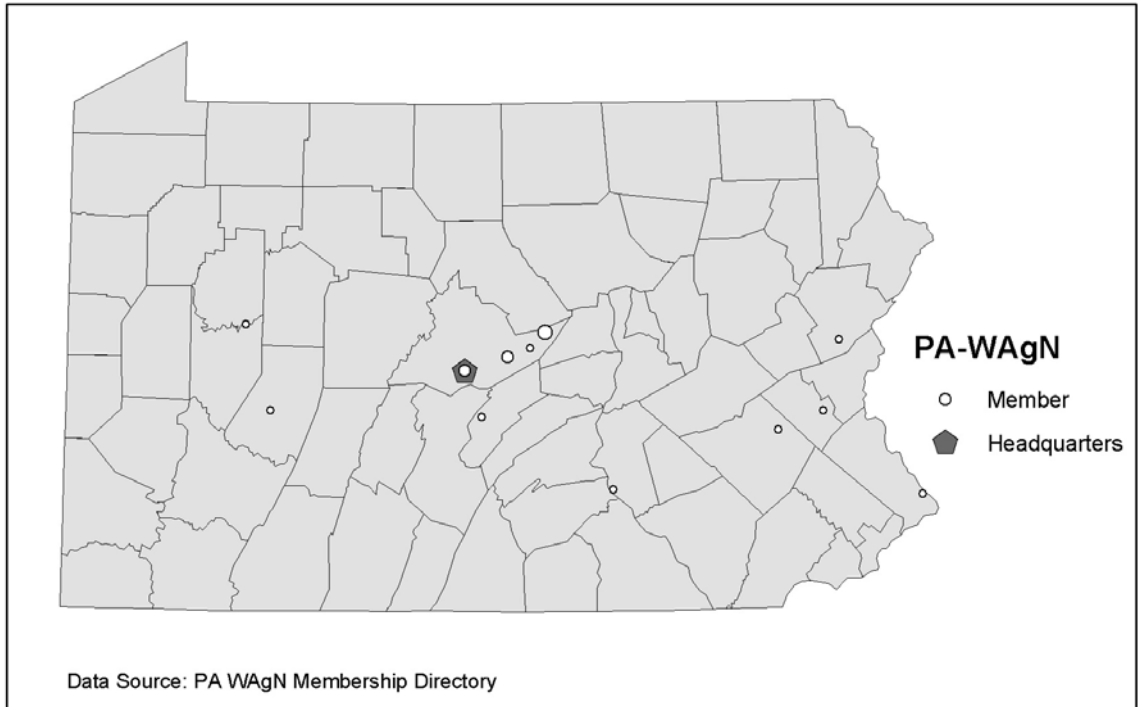 PA-WAgN
Member
Headquarters
Data Source: PA WAgN Membership Directory